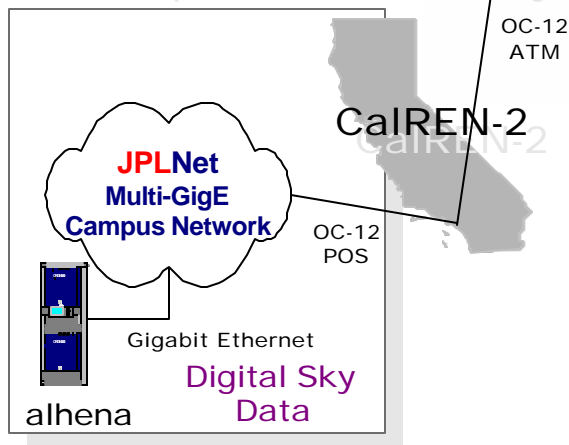 OC-12
ATM
CalREN-2
JPLNet
Multi-GigE
Campus Network
OC-12
POS
Gigabit Ethernet
Digital Sky
Data
alhena